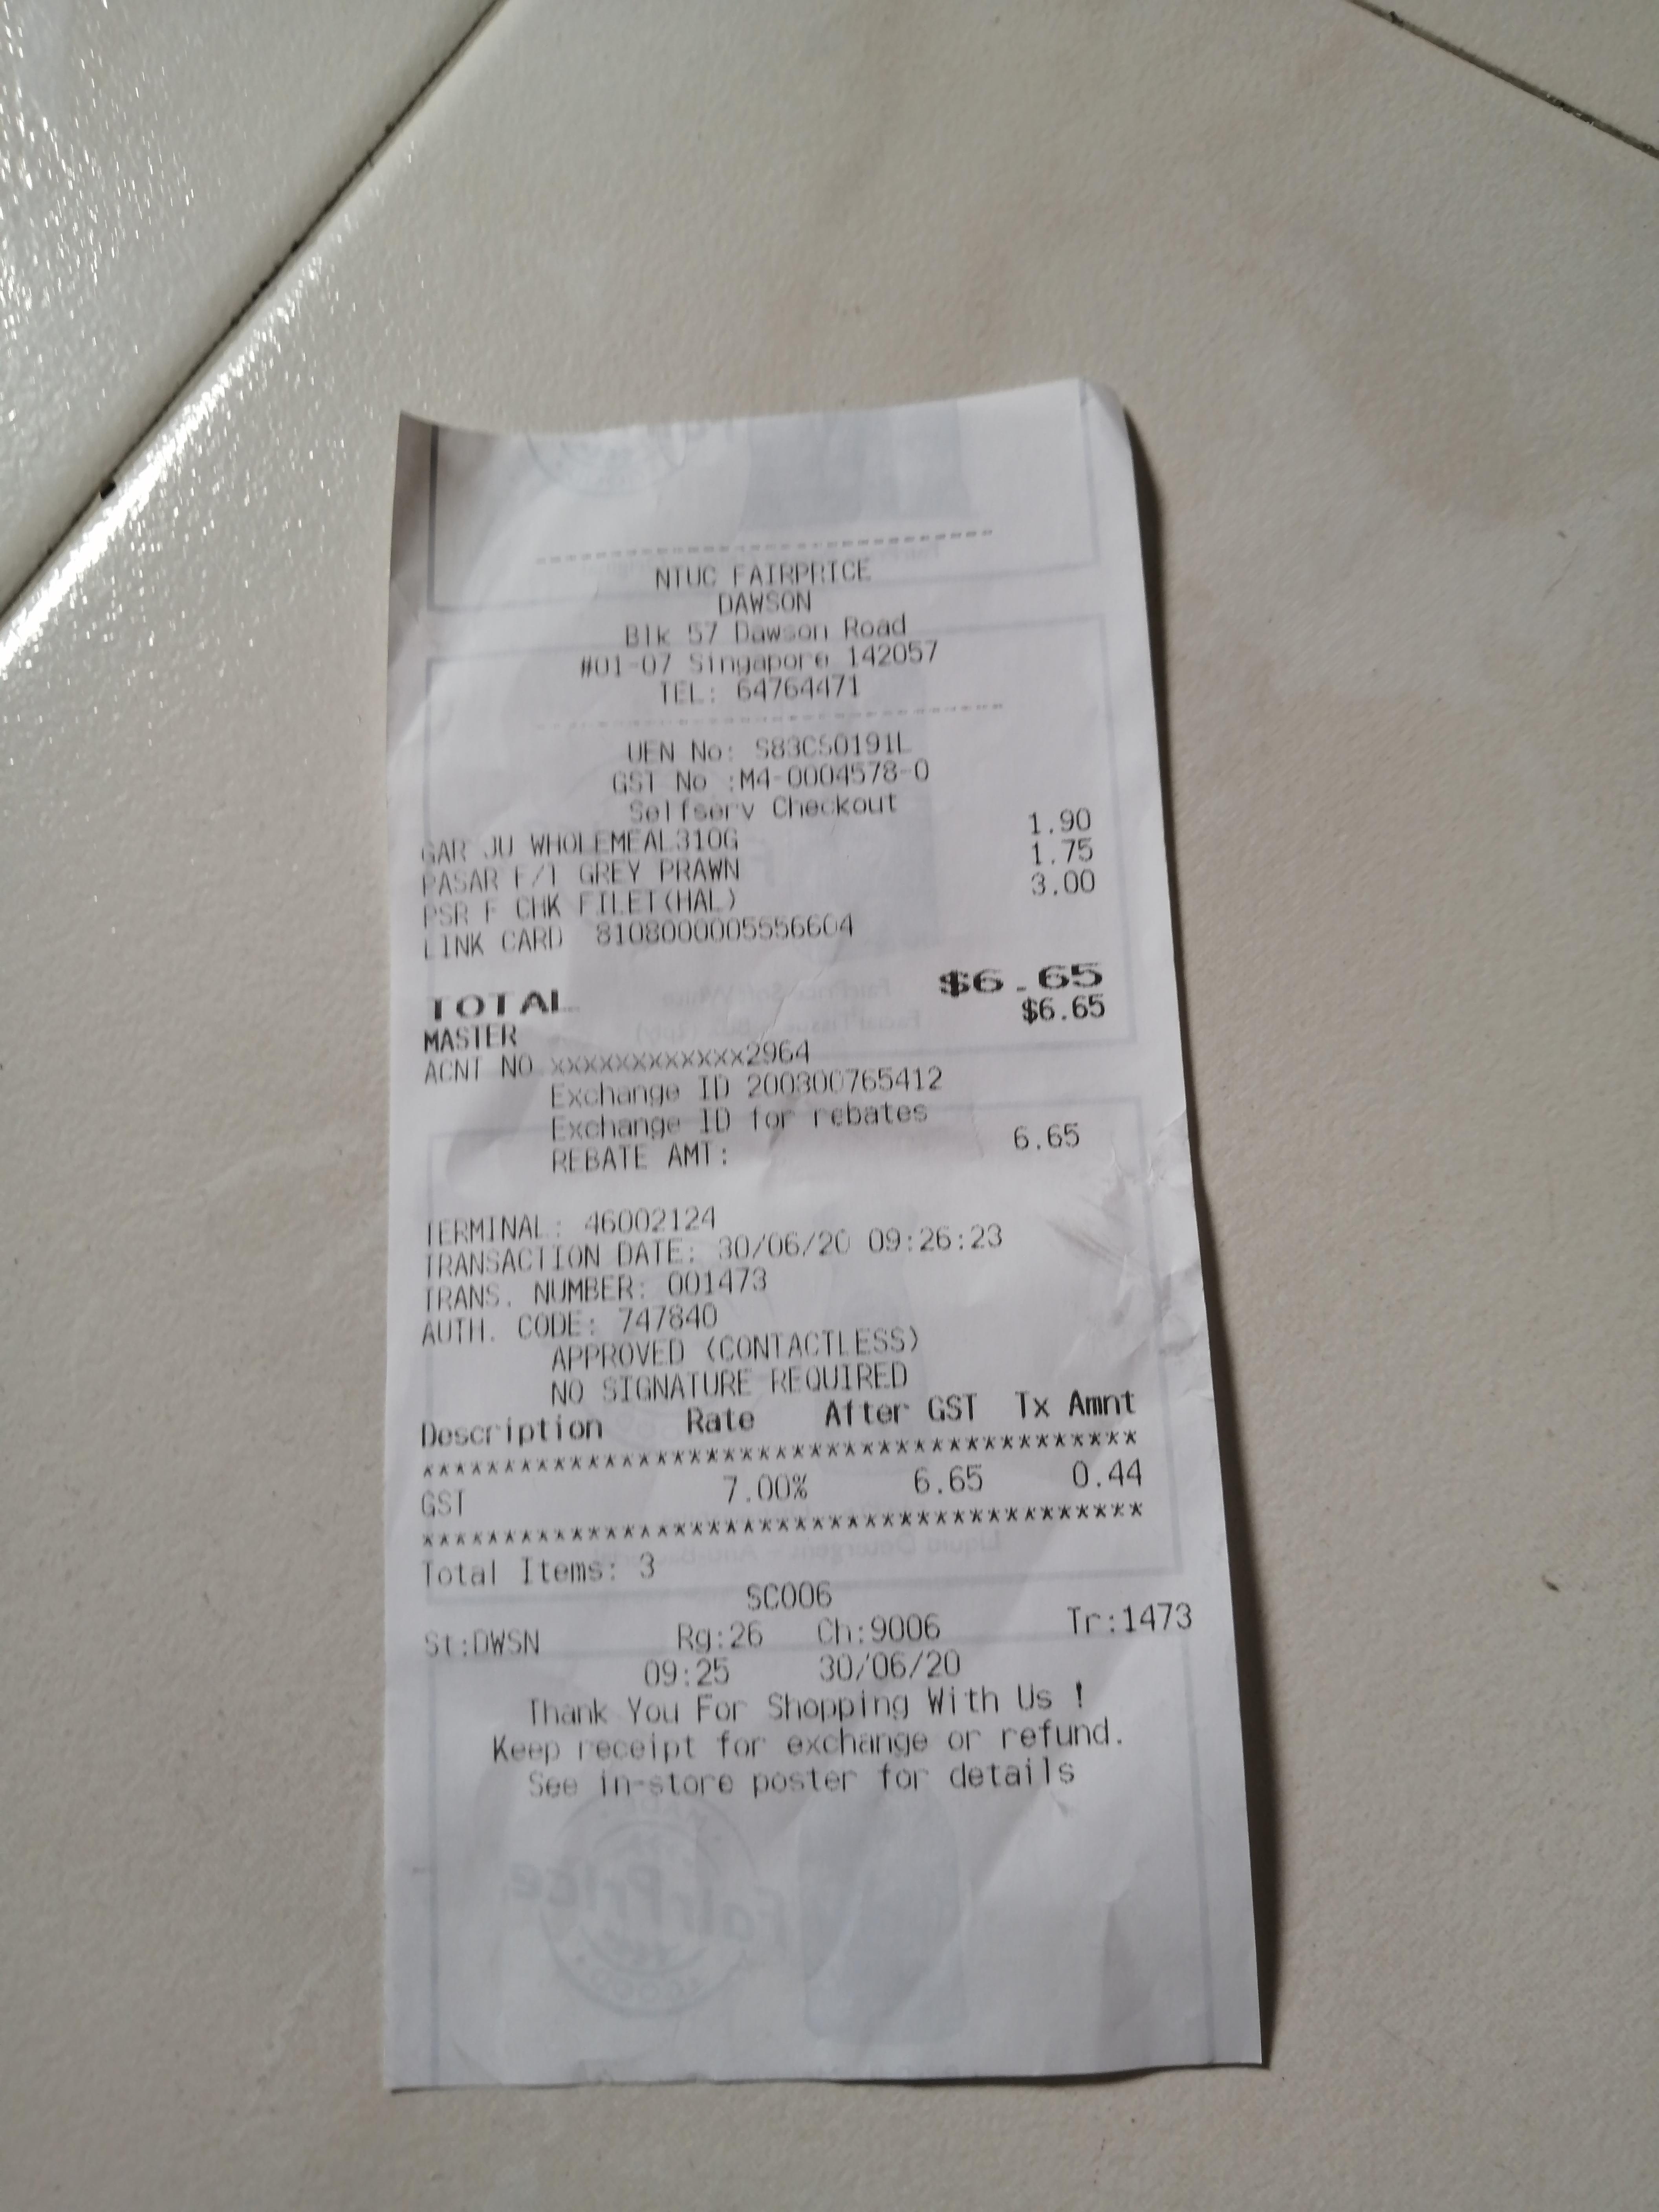 NTUC FAIRPRICE
DAWSON
Blk 57 Dawson Road
#01-07 Singapore 142057
TEL: 64764471
UEN No: S83CS0191L
GST No :M4-0004578-0
Selfserv Checkout
GAR JU WHOLEMEAL310G 1.90
PASAR F/T GREY PRAWN 1.75
PSR F CHK FILET(HAL) 3.00
LINK CARD 8108000005556604
TOTAL $6.65
MASTER $6.65
ACNT NO xxxxxxxxxxxx2964
Exchange ID 200300765412
Exchange ID for rebates
REBATE AMT: 6.65
TERMINAL: 46002124
TRANSACTION DATE: 30/06/20 09:26:23
TRANS. NUMBER: 001473
AUTH. CODE: 747840
APPROVED (CONTACTLESS)
NO SIGNATURE REQUIRED
Description Rate After GST Tx Amnt
******************************************
GST 7.00% 6.65 0.44
******************************************
Total Items: 3
SC006
St:DWSN Rg:26 Ch:9006 Tr:1473
09:25 30/06/20
Thank You For Shopping With Us !
Keep receipt for exchange or refund.
See in-store poster for details